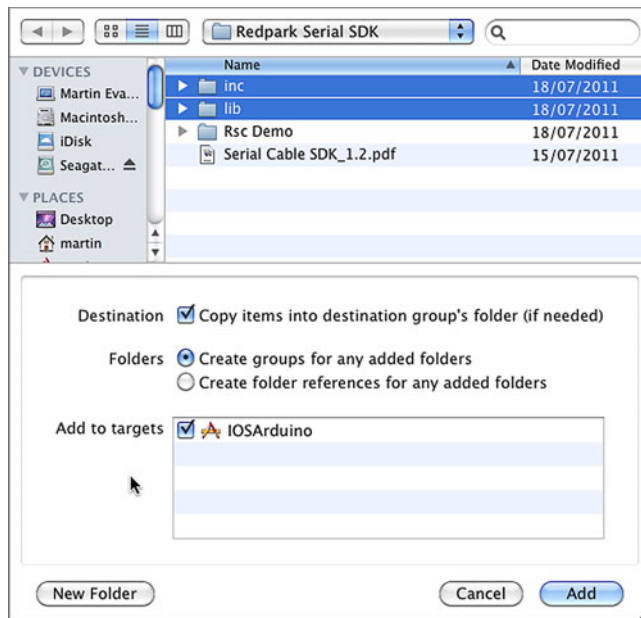 Redpark Serial SDK
Name Date Modified
DEVICES
Martin Eva...
Macintosh...
iDisk
Seagat...
PLACES
Desktop
martin
inc 18/07/2011
lib 18/07/2011
Rsc Demo 18/07/2011
Serial Cable SDK_1.2.pdf 15/07/2011
Destination Copy items into destination group's folder (if needed)
Folders Create groups for any added folders
Create folder references for any added folders
Add to targets IOSArduino
New Folder Cancel Add